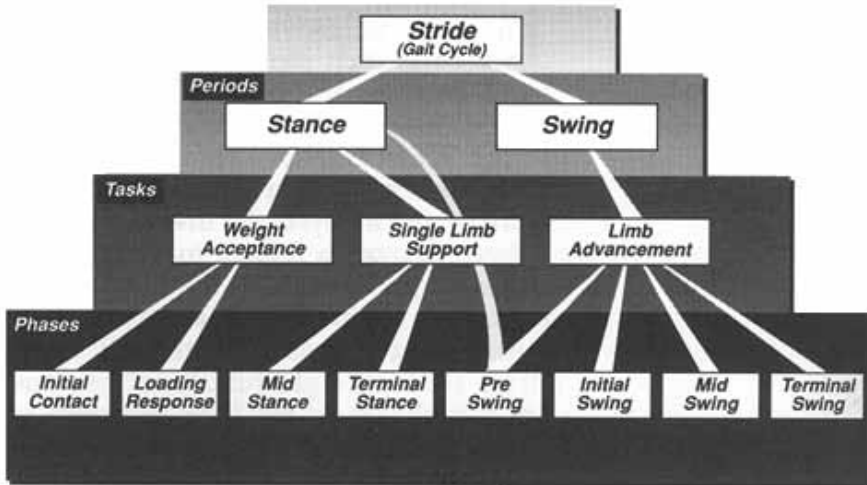 Stride
(Gait Cycle)
Periods
Stance
Swing
Tasks
Weight
Acceptance
Single Limb
Support
Limb
Advancement
Phases
Initial
Contact
Loading
Response
Mid
Stance
Terminal
Stance
Pre
Swing
Initial
Swing
Mid
Swing
Terminal
Swing